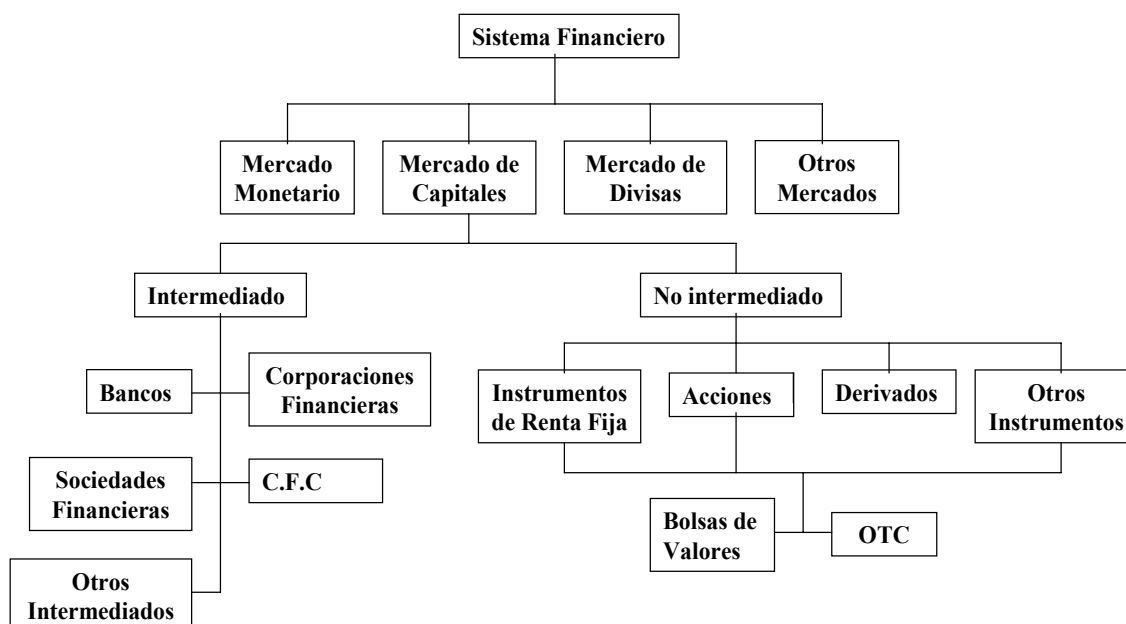 Sistema Financiero
Mercado
Monetario
Mercado de
Capitales
Mercado de
Divisas
Otros
Mercados
Intermediado
No intermediado
Bancos
Corporaciones
Financieras
Sociedades
Financieras
C.F.C
Otros
Intermediados
Instrumentos
de Renta Fija
Acciones
Derivados
Otros
Instrumentos
Bolsas de
Valores
OTC